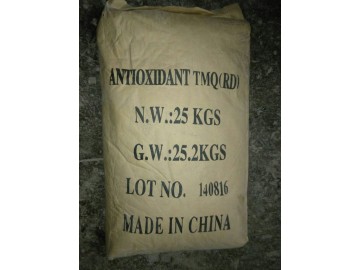 ANTIOXIDANT TMQ(RD)
N.W.:25 KGS
G.W.:25.2KGS
LOT NO. 140816
MADE IN CHINA